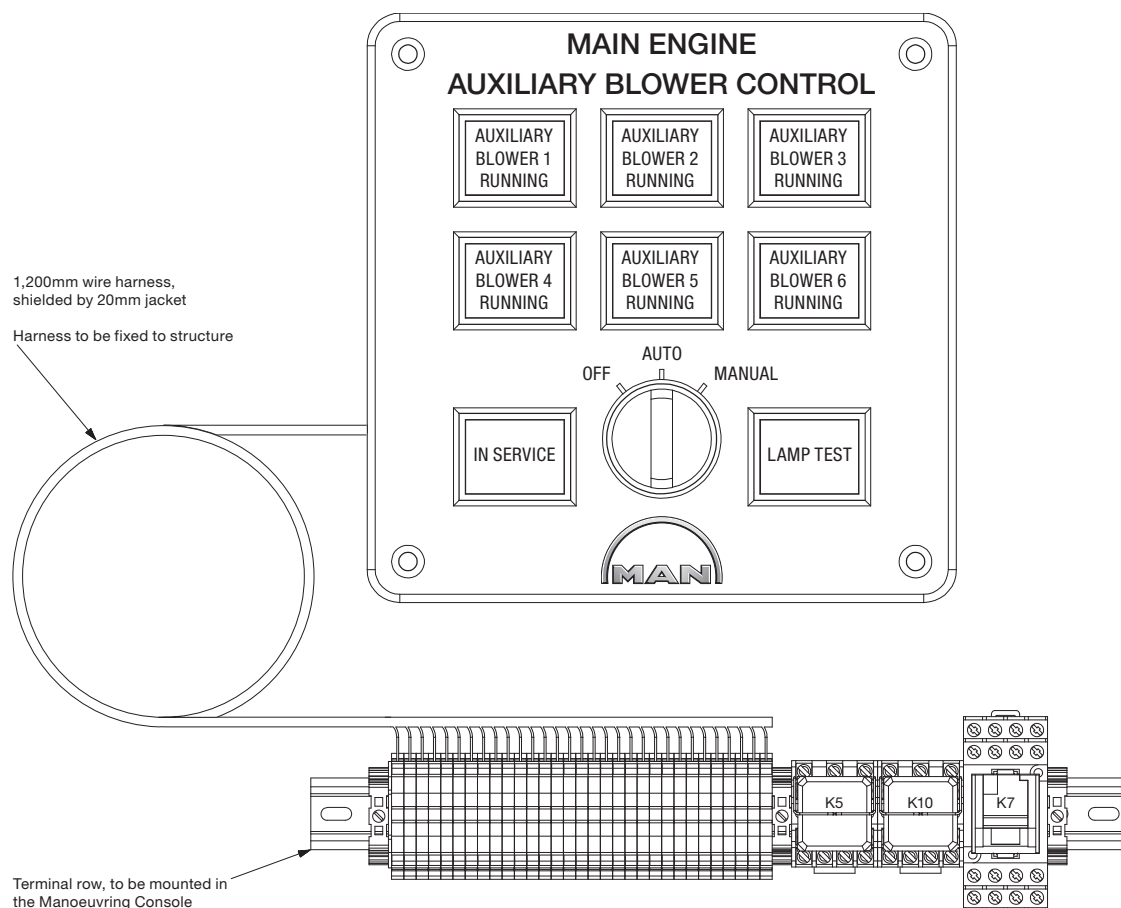 MAIN ENGINE
AUXILIARY BLOWER CONTROL
AUXILIARY
BLOWER 1
RUNNING
AUXILIARY
BLOWER 2
RUNNING
AUXILIARY
BLOWER 3
RUNNING
AUXILIARY
BLOWER 4
RUNNING
AUXILIARY
BLOWER 5
RUNNING
AUXILIARY
BLOWER 6
RUNNING
1,200mm wire harness,
shielded by 20mm jacket
Harness to be fixed to structure
OFF
AUTO
MANUAL
IN SERVICE
LAMP TEST
MAN
K5
K10
K7
Terminal row, to be mounted in
the Manoeuvring Console